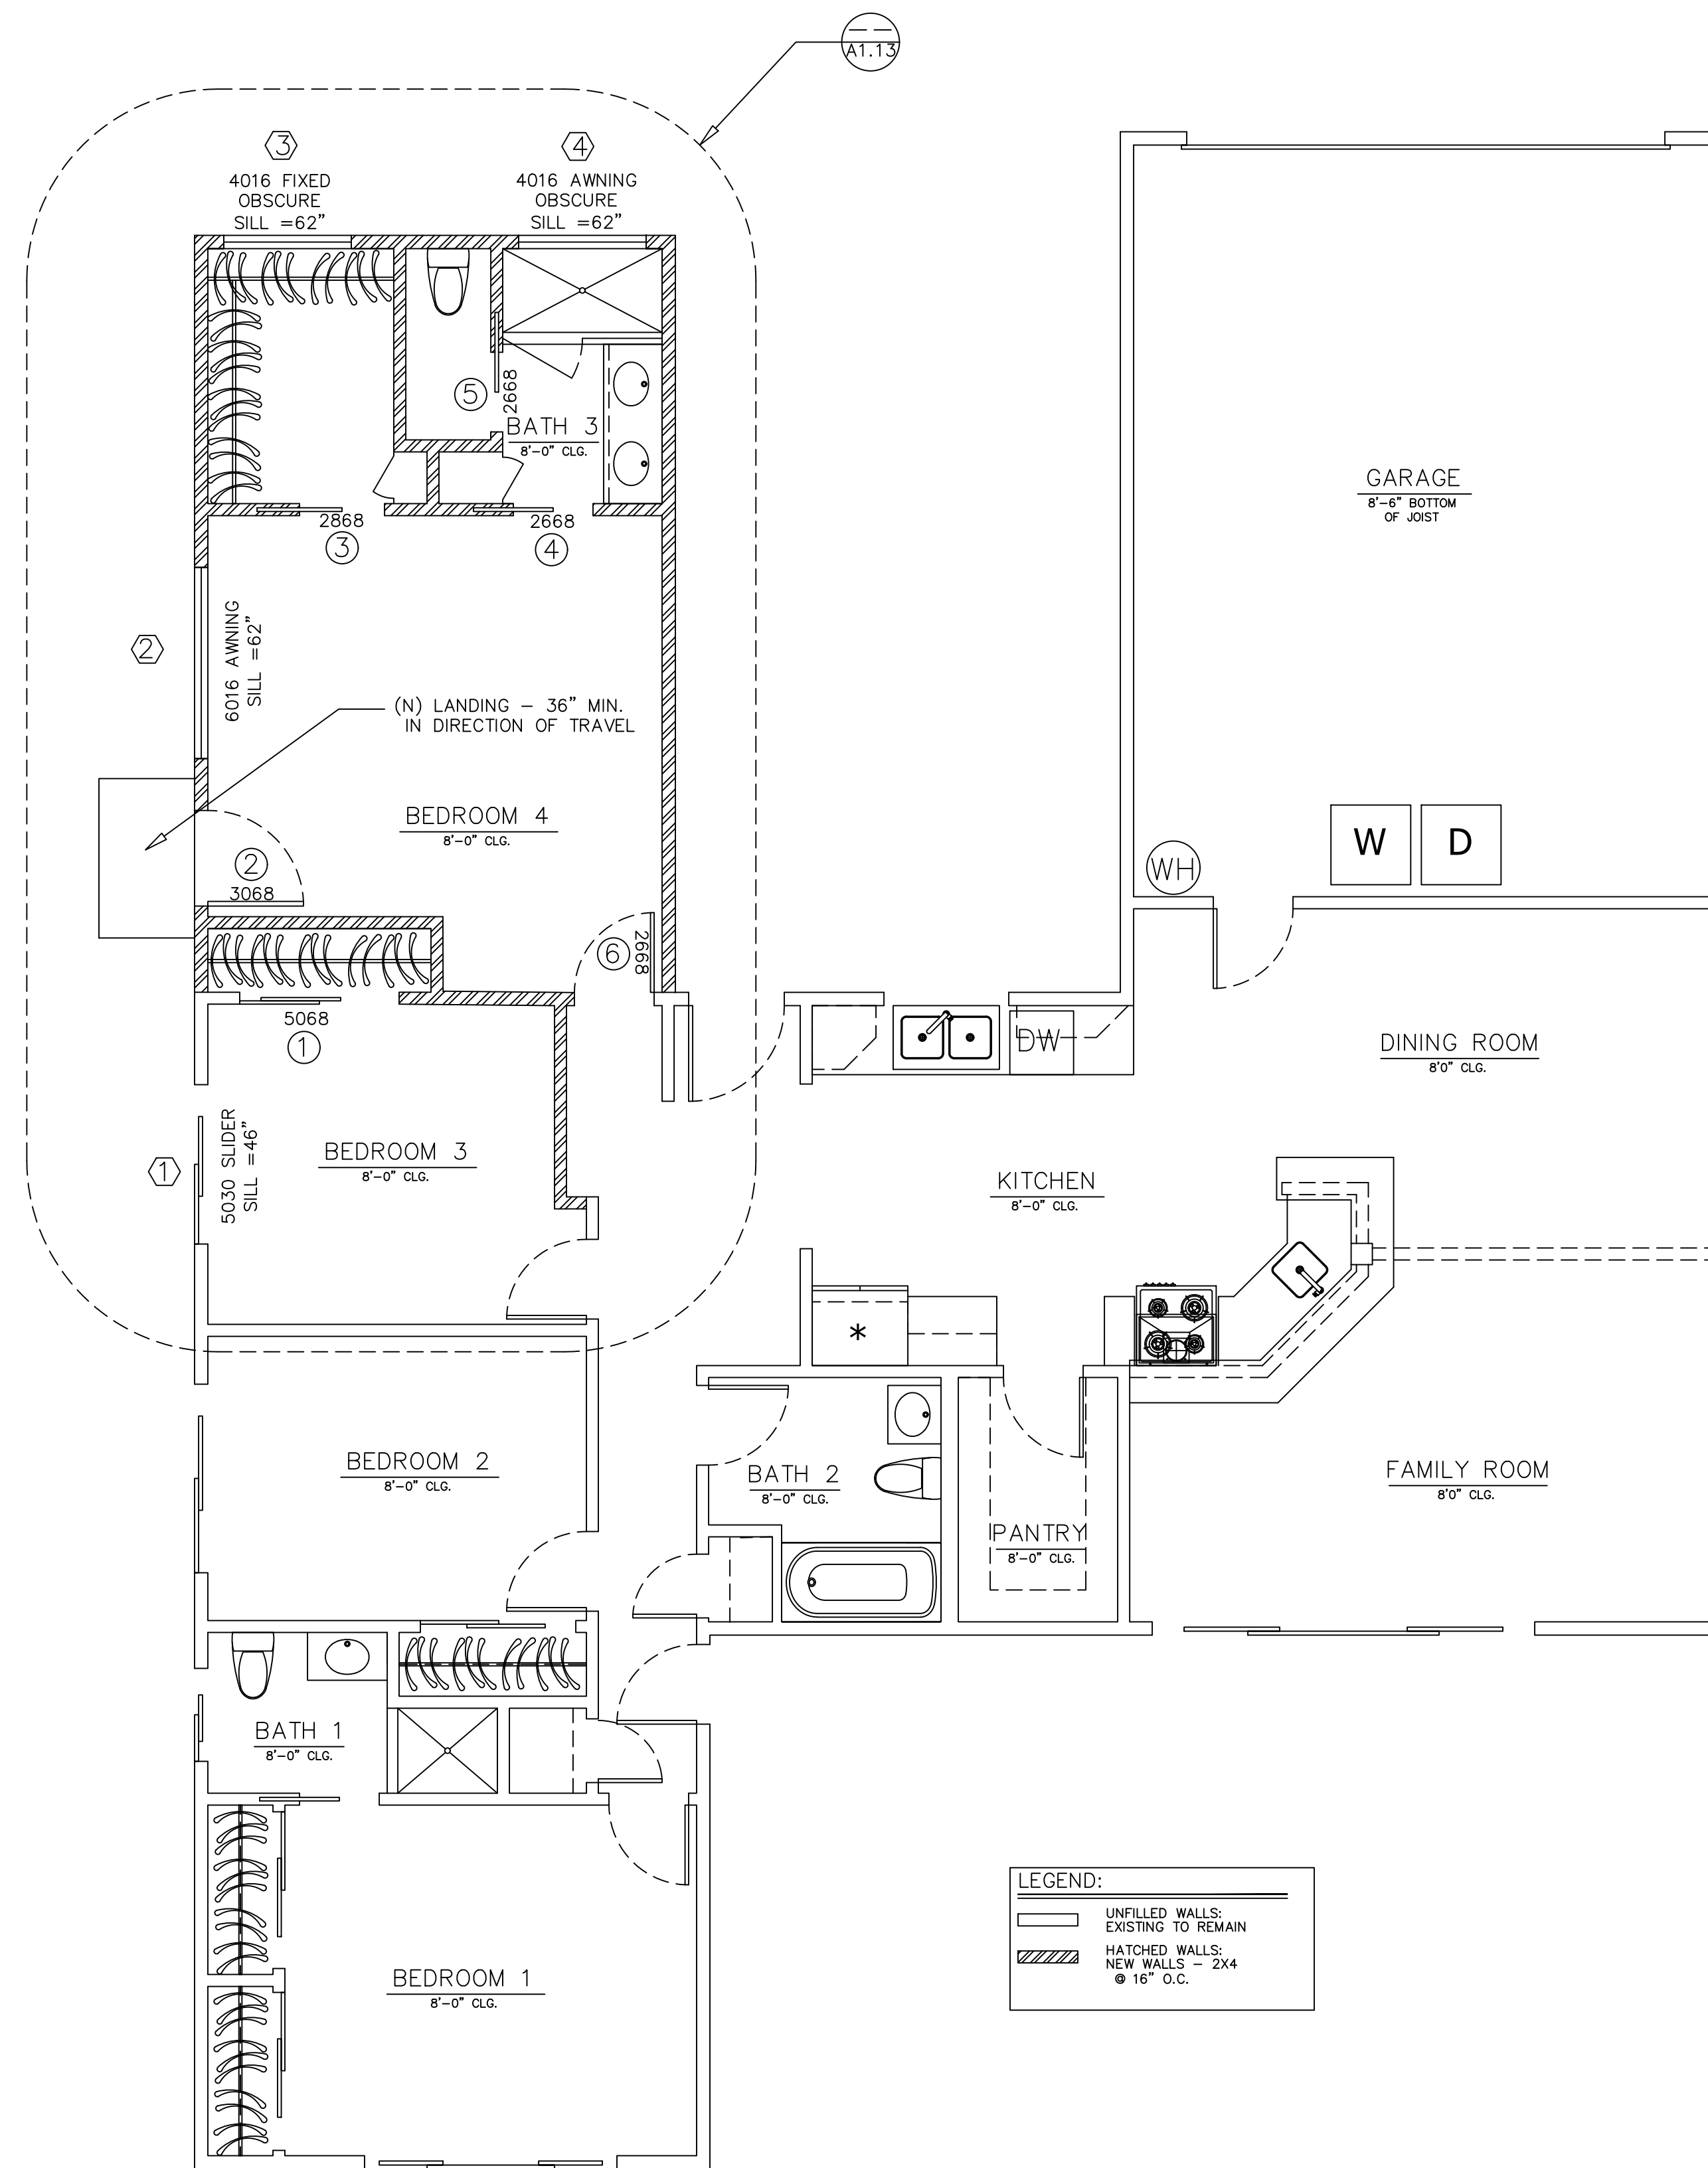 A1.13
3
4
4016 FIXED
OBSCURE
SILL =62"
4016 AWNING
OBSCURE
SILL =62"
5
2668
BATH 3
8'-0" CLG.
GARAGE
8'-6" BOTTOM
OF JOIST
2868
3
2668
4
2
6016 AWNING
SILL =62"
(N) LANDING - 36" MIN.
IN DIRECTION OF TRAVEL
BEDROOM 4
8'-0" CLG.
W
D
WH
2
3068
6
2668
5068
1
DW
DINING ROOM
8'0" CLG.
1
5030 SLIDER
SILL =46"
BEDROOM 3
8'-0" CLG.
KITCHEN
8'-0" CLG.
*
BEDROOM 2
8'-0" CLG.
BATH 2
8'-0" CLG.
FAMILY ROOM
8'0" CLG.
PANTRY
8'-0" CLG.
BATH 1
8'-0" CLG.
LEGEND:
UNFILLED WALLS:
EXISTING TO REMAIN
HATCHED WALLS:
NEW WALLS - 2X4
@ 16" O.C.
BEDROOM 1
8'-0" CLG.